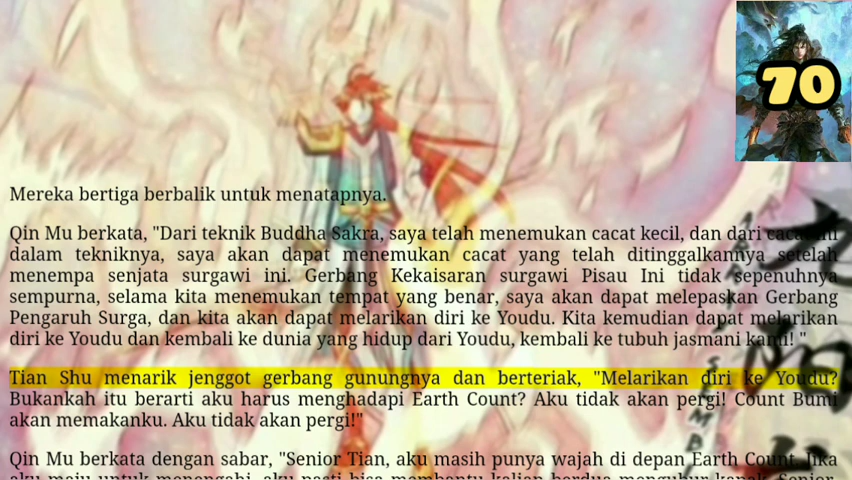 70
Mereka bertiga berbalik untuk menatapnya.
Qin Mu berkata, "Dari teknik Buddha Sakra, saya telah menemukan cacat kecil, dan dari cacat ini
dalam tekniknya, saya akan dapat menemukan cacat yang telah ditinggalkannya setelah
menempa senjata surgawi ini. Gerbang Kekaisaran surgawi Pisau Ini tidak sepenuhnya
sempurna, selama kita menemukan tempat yang benar, saya akan dapat melepaskan Gerbang
Pengaruh Surga, dan kita akan dapat melarikan diri ke Youdu. Kita kemudian dapat melarikan
diri ke Youdu dan kembali ke dunia yang hidup dari Youdu, kembali ke tubuh jasmani kami! "
Tian Shu menarik jenggot gerbang gunungnya dan berteriak, "Melarikan diri ke Youdu?
Bukankah itu berarti aku harus menghadapi Earth Count? Aku tidak akan pergi! Count Bumi
akan memakanku. Aku tidak akan pergi!"
Qin Mu berkata dengan sabar, "Senior Tian, aku masih punya wajah di depan Earth Count. Jika